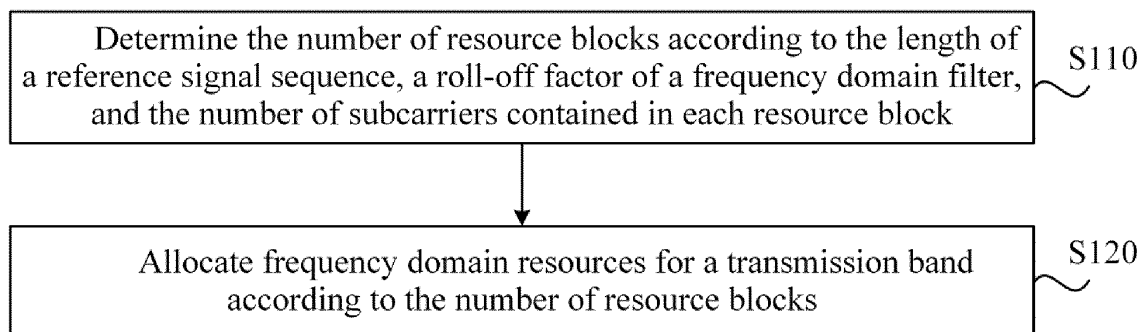 Determine the number of resource blocks according to the length of
a reference signal sequence, a roll-off factor of a frequency domain filter,
and the number of subcarriers contained in each resource block
S110
Allocate frequency domain resources for a transmission band
according to the number of resource blocks
S120